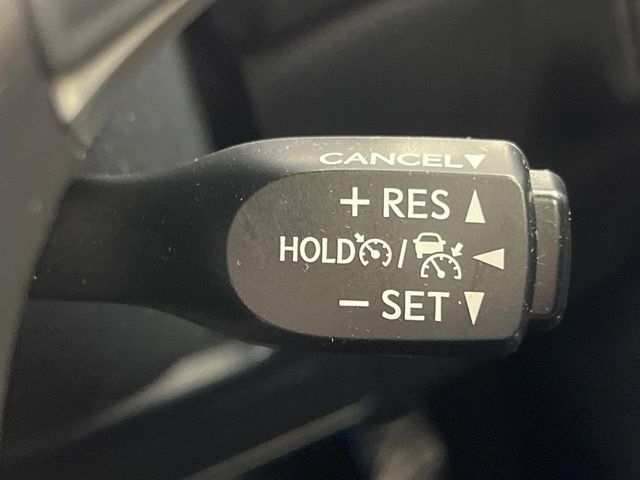 CANCEL▼
+ RES ▲
HOLD / ◀
− SET ▼